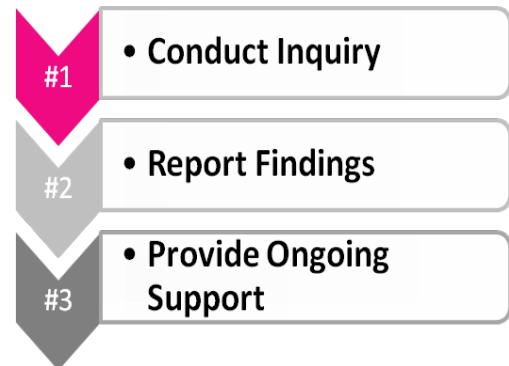 #1
• Conduct Inquiry
#2
• Report Findings
#3
• Provide Ongoing
Support